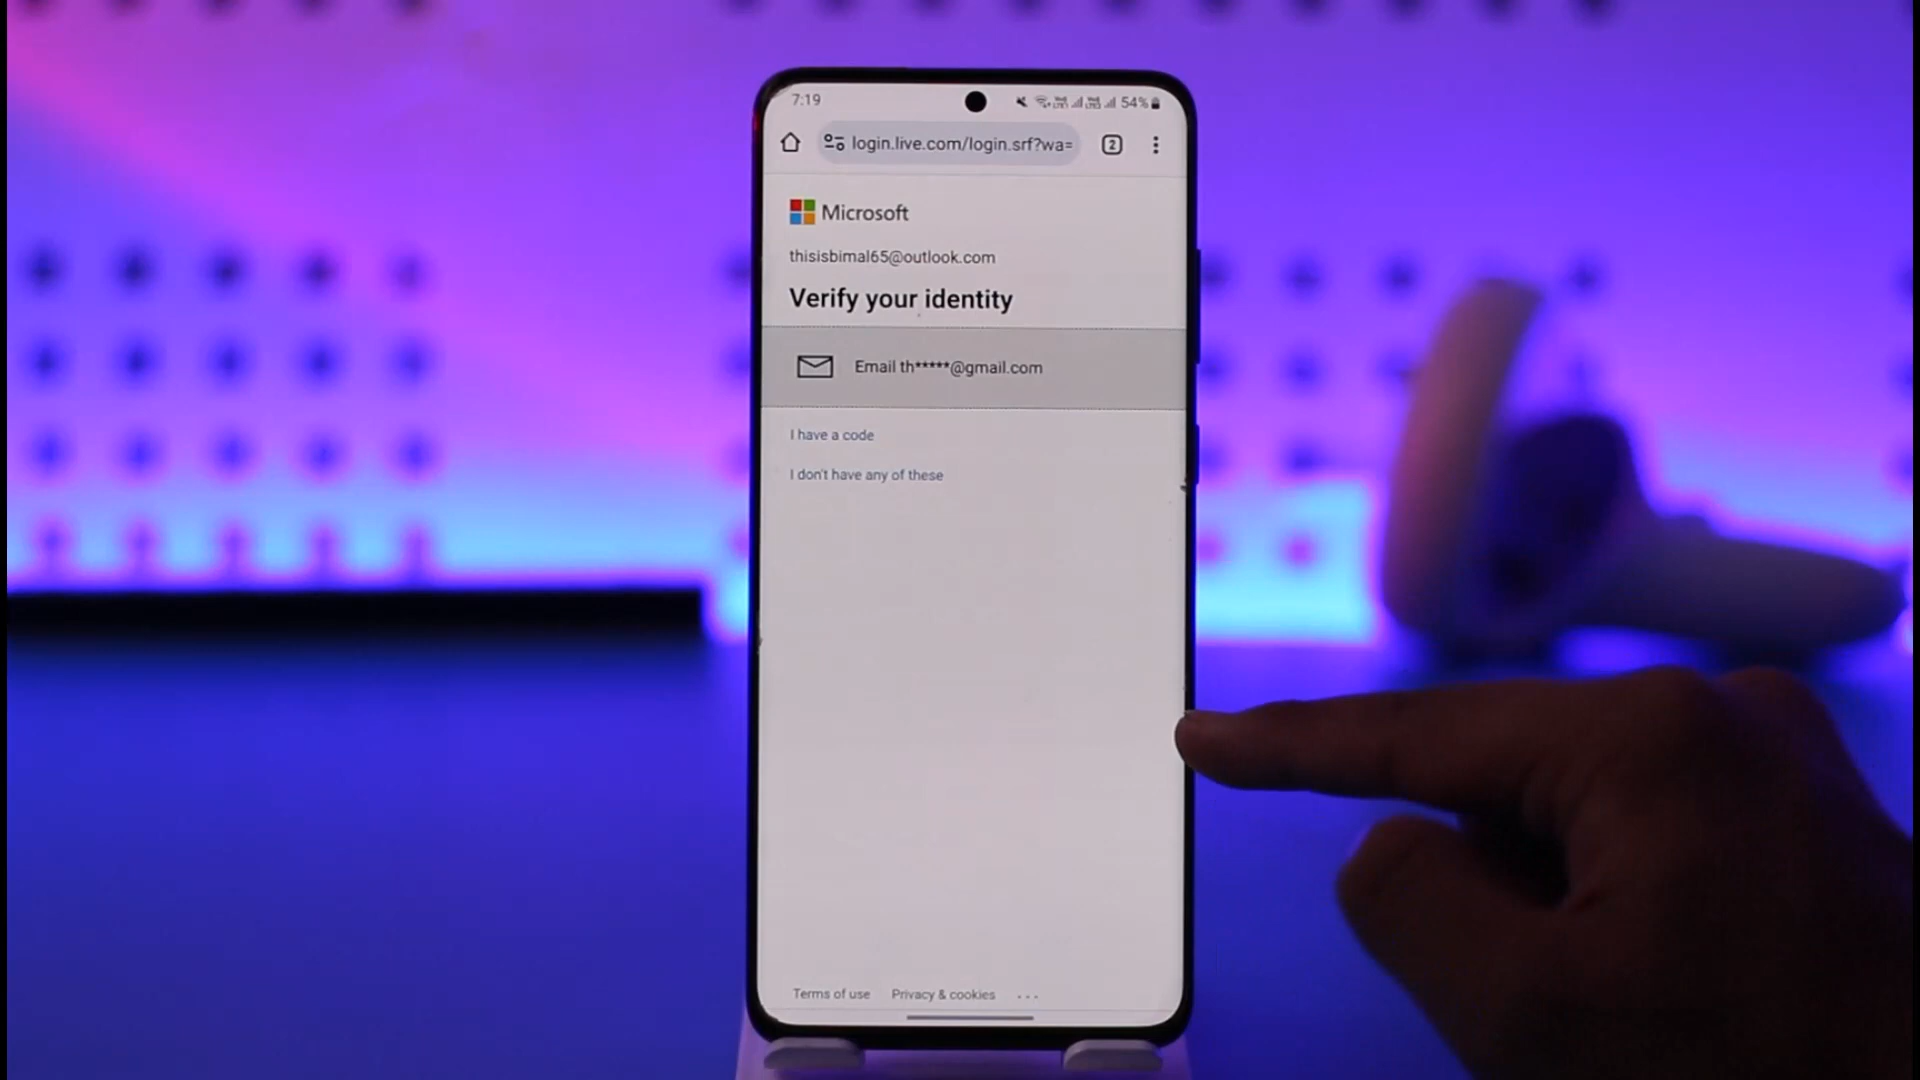 7:19
54%
login.live.com/login.srf?wa=
2
Microsoft
thisisbimal65@outlook.com
Verify your identity
Email th*****@gmail.com
I have a code
I don't have any of these
Terms of use
Privacy & cookies
...